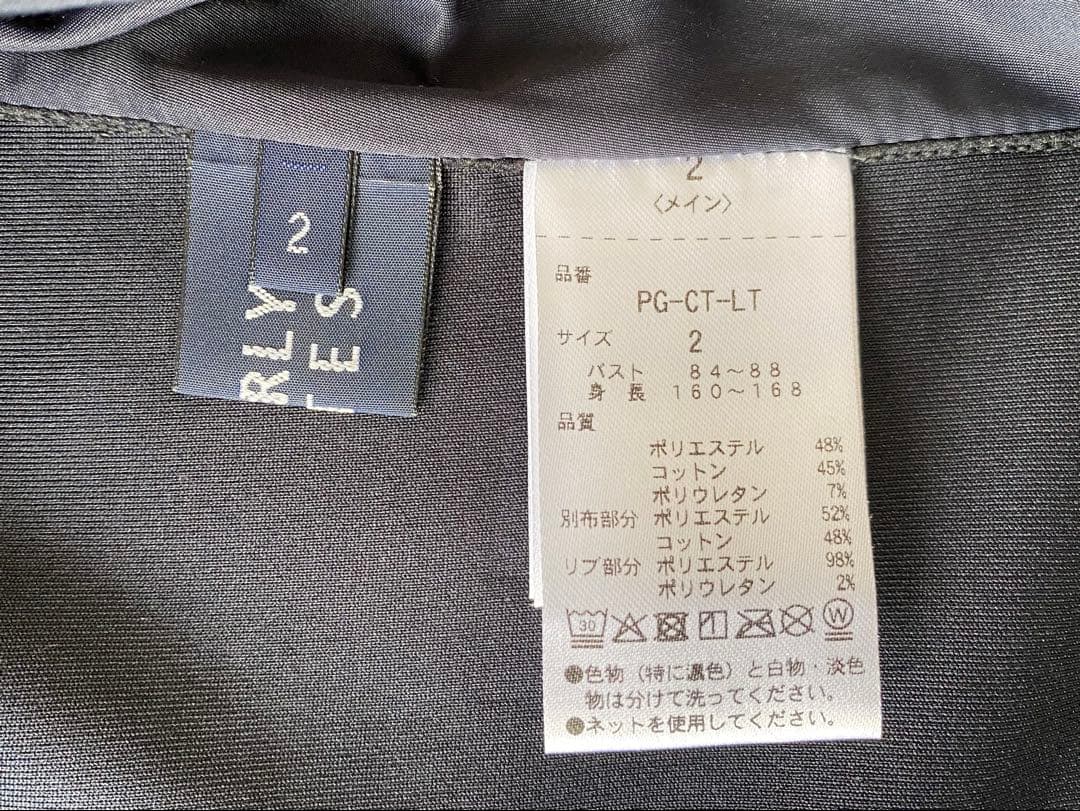 2
RLY
ES
2
〈メイン〉
品番
PG-CT-LT
サイズ 2
バスト 84～88
身長 160～168
品質
ポリエステル 48%
コットン 45%
ポリウレタン 7%
別布部分 ポリエステル 52%
コットン 48%
リブ部分 ポリエステル 98%
ポリウレタン 2%
30 W
●色物（特に濃色）と白物・淡色
物は分けて洗ってください。
●ネットを使用してください。